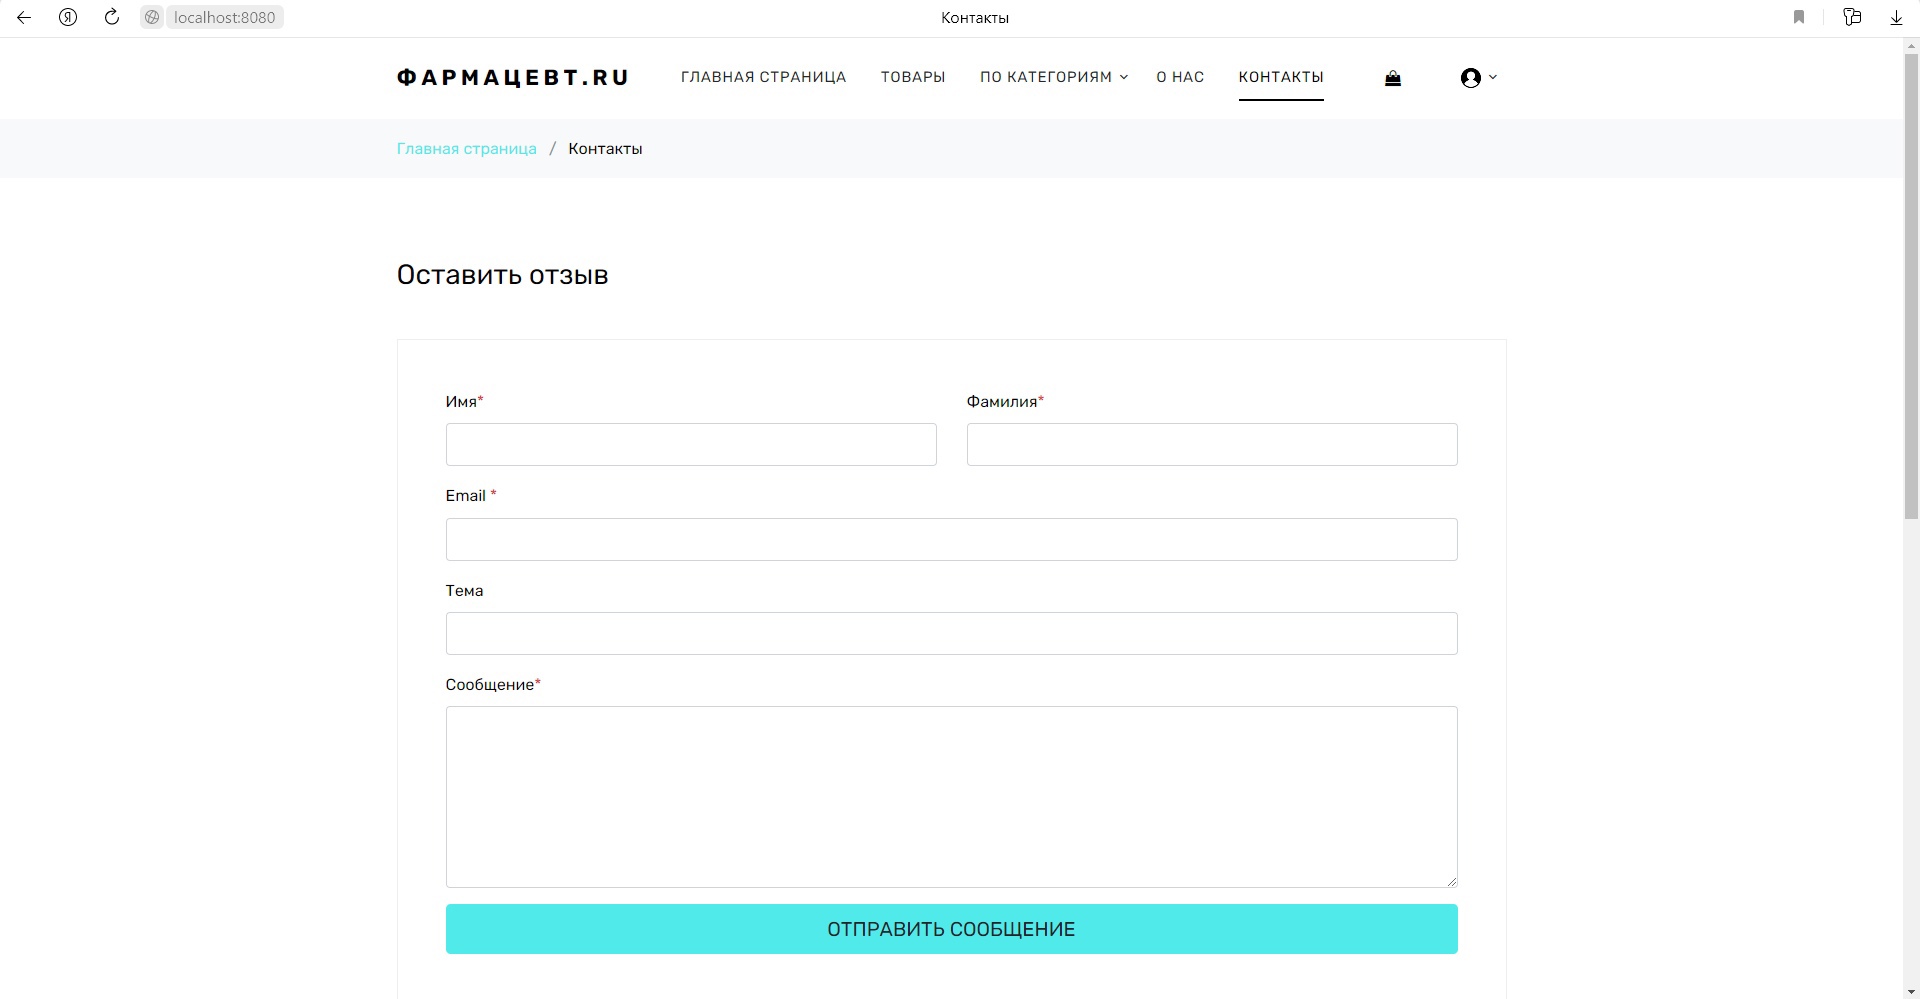 localhost:8080
Контакты
ФАРМАЦЕВТ.RU
ГЛАВНАЯ СТРАНИЦА ТОВАРЫ ПО КАТЕГОРИЯМ О НАС КОНТАКТЫ
Главная страница / Контакты
Оставить отзыв
Имя* Фамилия*
Email *
Тема
Сообщение*
ОТПРАВИТЬ СООБЩЕНИЕ